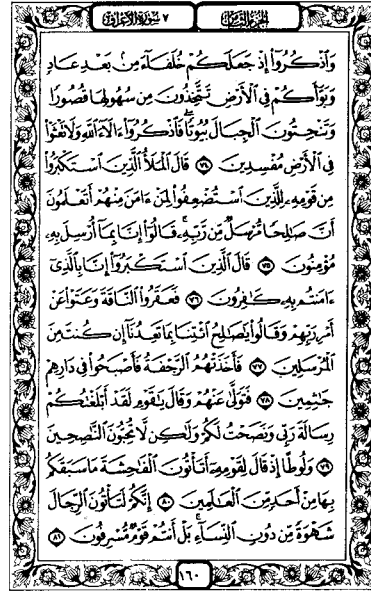 ٧ سورة الأعراف الجزء الثامن
وَٱذۡكُرُوٓاْ إِذۡ جَعَلَكُمۡ خُلَفَآءَ مِنۢ بَعۡدِ عَادٖ
وَبَوَّأَكُمۡ فِي ٱلۡأَرۡضِ تَتَّخِذُونَ مِن سُهُولِهَا قُصُورٗا
وَتَنۡحِتُونَ ٱلۡجِبَالَ بُيُوتٗاۖ فَٱذۡكُرُوٓاْ ءَالَآءَ ٱللَّهِ وَلَا تَعۡثَوۡاْ
فِي ٱلۡأَرۡضِ مُفۡسِدِينَ ٧٤ قَالَ ٱلۡمَلَأُ ٱلَّذِينَ ٱسۡتَكۡبَرُواْ
مِن قَوۡمِهِۦ لِلَّذِينَ ٱسۡتُضۡعِفُواْ لِمَنۡ ءَامَنَ مِنۡهُمۡ أَتَعۡلَمُونَ
أَنَّ صَٰلِحٗا مُّرۡسَلٞ مِّن رَّبِّهِۦۚ قَالُوٓاْ إِنَّا بِمَآ أُرۡسِلَ بِهِۦ
مُؤۡمِنُونَ ٧٥ قَالَ ٱلَّذِينَ ٱسۡتَكۡبَرُوٓاْ إِنَّا بِٱلَّذِيٓ
ءَامَنتُم بِهِۦ كَٰفِرُونَ ٧٦ فَعَقَرُواْ ٱلنَّاقَةَ وَعَتَوۡاْ عَنۡ
أَمۡرِ رَبِّهِمۡ وَقَالُواْ يَٰصَٰلِحُ ٱئۡتِنَا بِمَا تَعِدُنَآ إِن كُنتَ مِنَ
ٱلۡمُرۡسَلِينَ ٧٧ فَأَخَذَتۡهُمُ ٱلرَّجۡفَةُ فَأَصۡبَحُواْ فِي دَارِهِمۡ
جَٰثِمِينَ ٧٨ فَتَوَلَّىٰ عَنۡهُمۡ وَقَالَ يَٰقَوۡمِ لَقَدۡ أَبۡلَغۡتُكُمۡ
رِسَالَةَ رَبِّي وَنَصَحۡتُ لَكُمۡ وَلَٰكِن لَّا تُحِبُّونَ ٱلنَّٰصِحِينَ
٧٩ وَلُوطًا إِذۡ قَالَ لِقَوۡمِهِۦٓ أَتَأۡتُونَ ٱلۡفَٰحِشَةَ مَا سَبَقَكُم
بِهَا مِنۡ أَحَدٖ مِّنَ ٱلۡعَٰلَمِينَ ٨٠ إِنَّكُمۡ لَتَأۡتُونَ ٱلرِّجَالَ
شَهۡوَةٗ مِّن دُونِ ٱلنِّسَآءِۚ بَلۡ أَنتُمۡ قَوۡمٞ مُّسۡرِفُونَ ٨١
١٦٠